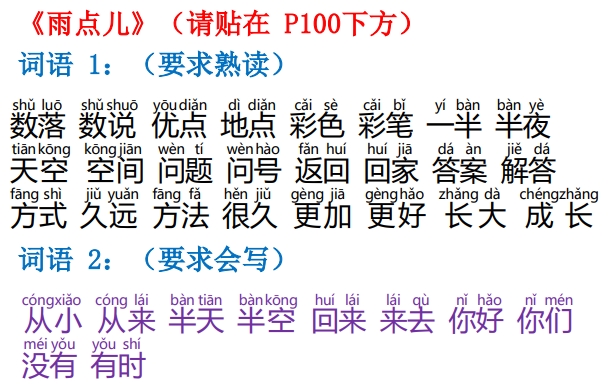 《雨点儿》（请贴在 P100下方）
词语 1：（要求熟读）
shǔ luō shǔ shuō yōu diǎn dì diǎn cǎi sè cǎi bǐ yí bàn bàn yè
数落 数说 优点 地点 彩色 彩笔 一半 半夜
tiān kōng kōng jiān wèn tí wèn hào fǎn huí huí jiā dá àn jiě dá
天空 空间 问题 问号 返回 回家 答案 解答
fāng shì jiǔ yuǎn fāng fǎ hěn jiǔ gèng jiā gèng hǎo zhǎng dà chéng zhǎng
方式 久远 方法 很久 更加 更好 长大 成长
词语 2：（要求会写）
cóng xiǎo cóng lái bàn tiān bàn kōng huí lái lái qù nǐ hǎo nǐ mén
从小 从来 半天 半空 回来 来去 你好 你们
méi yǒu yǒu shí
没有 有时